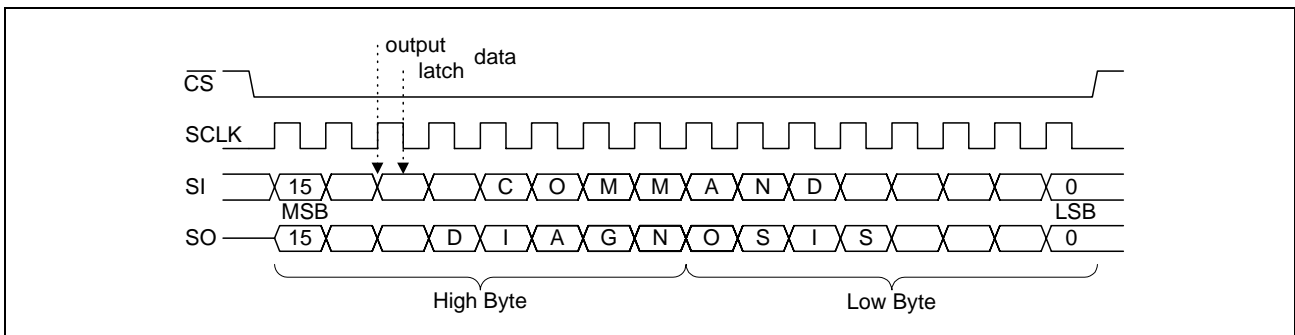 output
latch data
CS
SCLK
SI 15 C O M M A N D 0
MSB LSB
SO 15 D I A G N O S I S 0
High Byte Low Byte